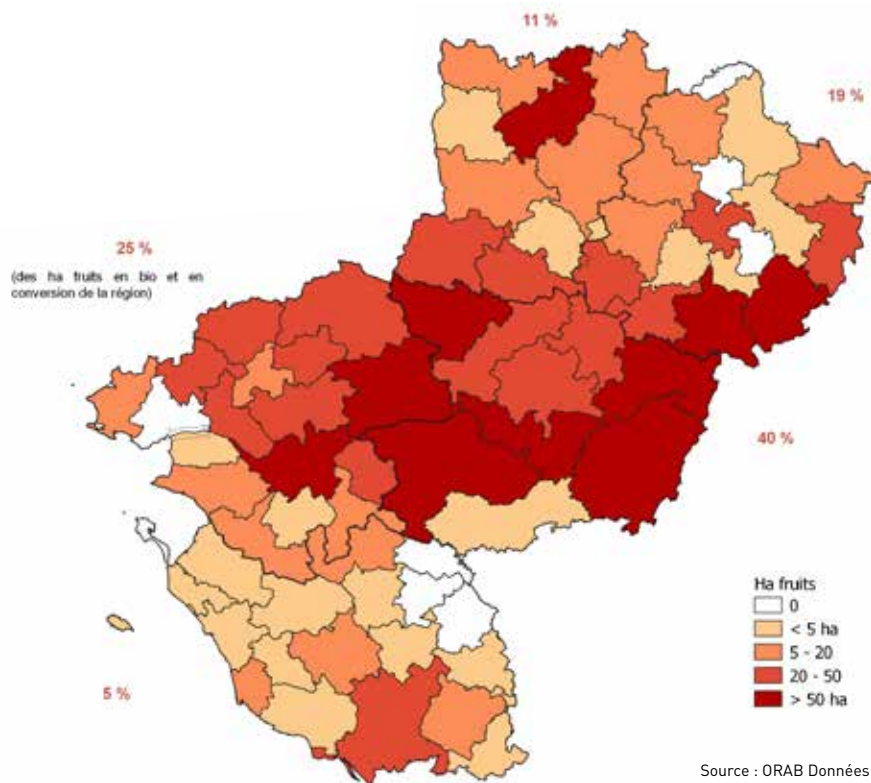 11 %
19 %
25 %
(des ha fruits en bio et en
conversion de la région)
40 %
5 %
Ha fruits
0
< 5 ha
5 - 20
20 - 50
> 50 ha
Source : ORAB Données